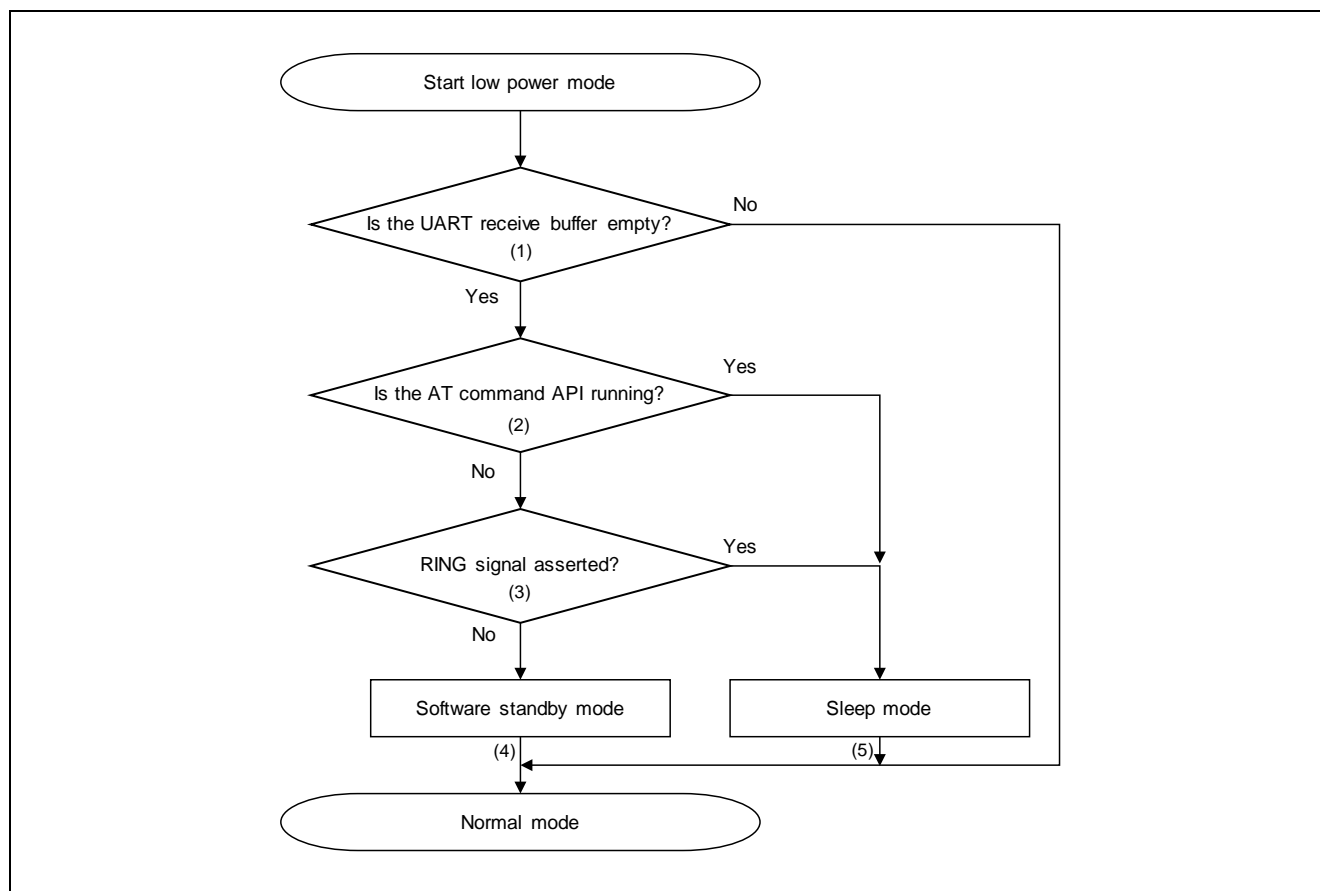 Start low power mode
No
Is the UART receive buffer empty?
(1)
Yes
Yes
Is the AT command API running?
(2)
No
Yes
RING signal asserted?
(3)
No
Software standby mode
Sleep mode
(4)
(5)
Normal mode